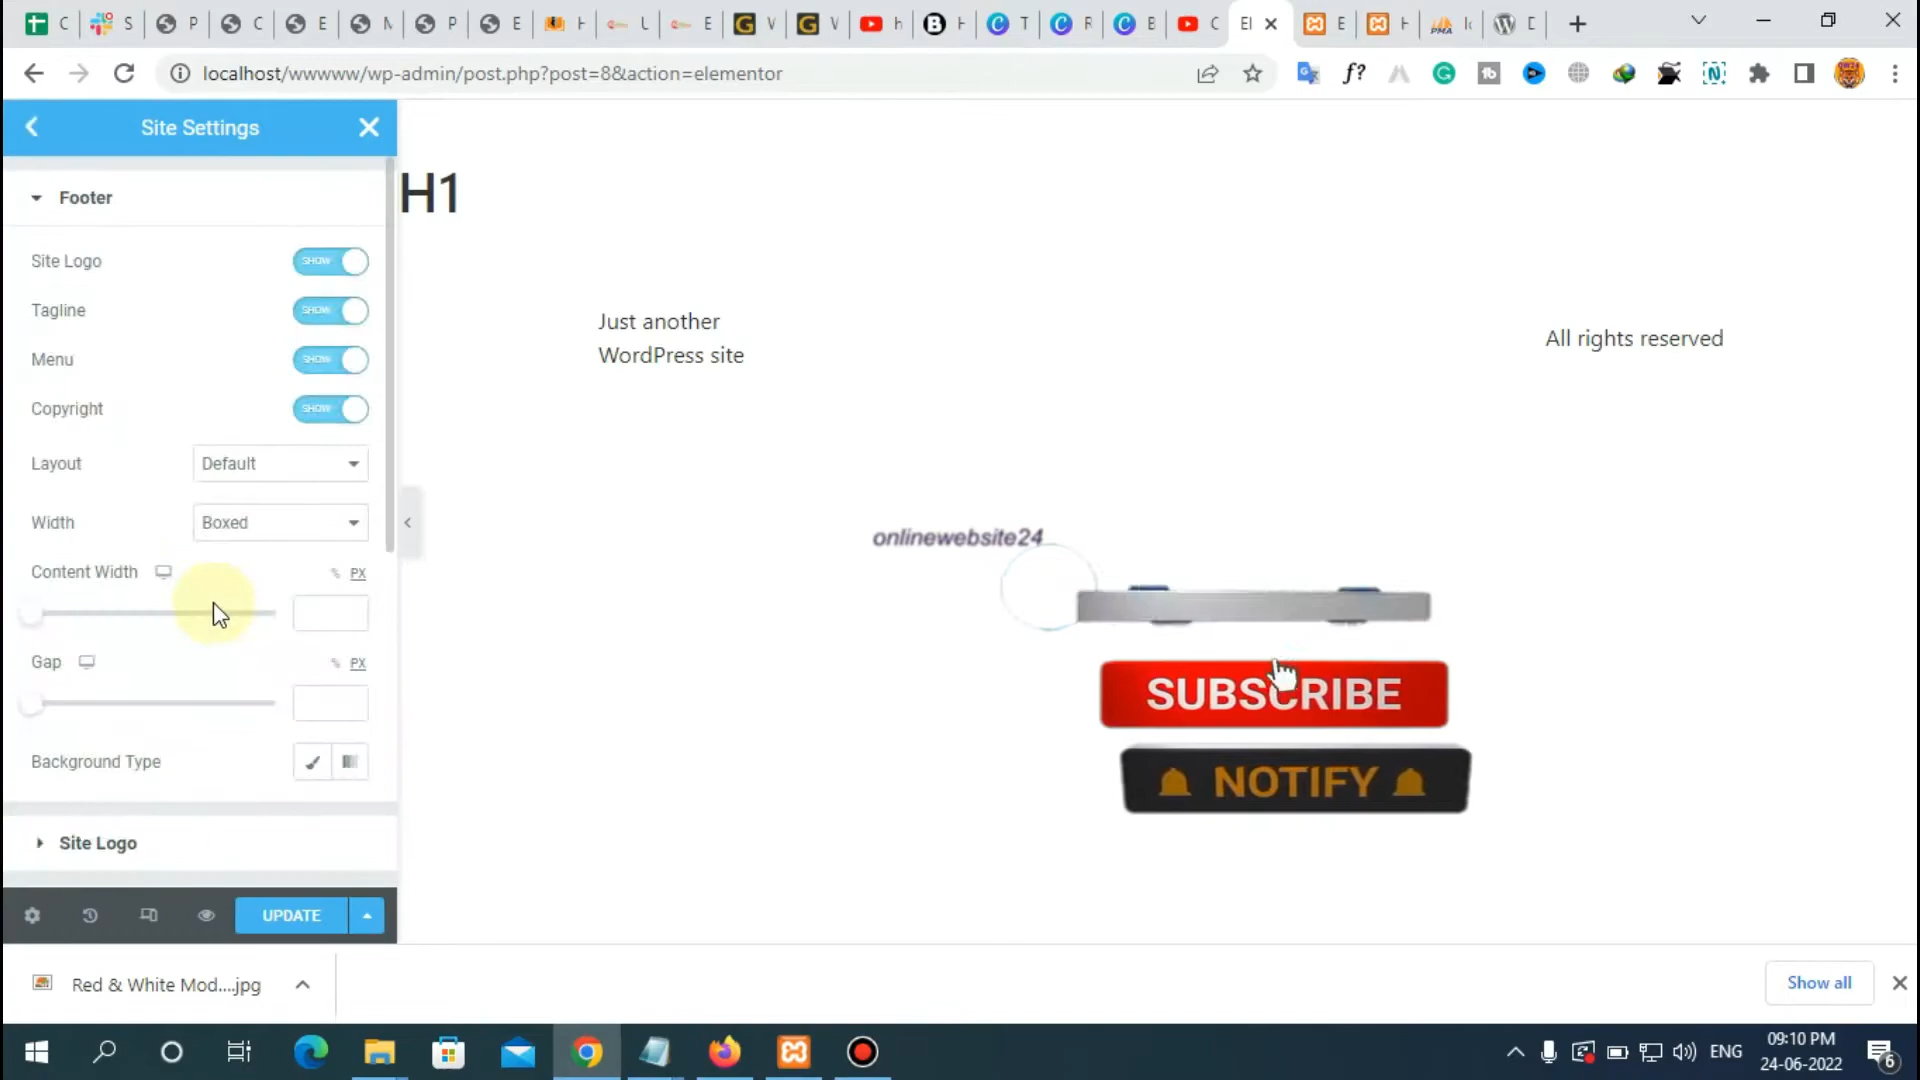 C
S
P
C
E
N
P
E
H
L
E
V
V
h
H
T
R
E
C
El
E
H
lo
D
localhost/wwwww/wp-admin/post.php?post=8&action=elementor
f?
Site Settings
Footer
Site Logo SHOW
Tagline SHOW
Menu SHOW
Copyright SHOW
Layout Default
Width Boxed
Content Width % PX
Gap % PX
Background Type
Site Logo
UPDATE
H1
Just another
WordPress site
All rights reserved
onlinewebsite24
SUBSCRIBE
NOTIFY
Red & White Mod....jpg
Show all
ENG
09:10 PM
24-06-2022
6